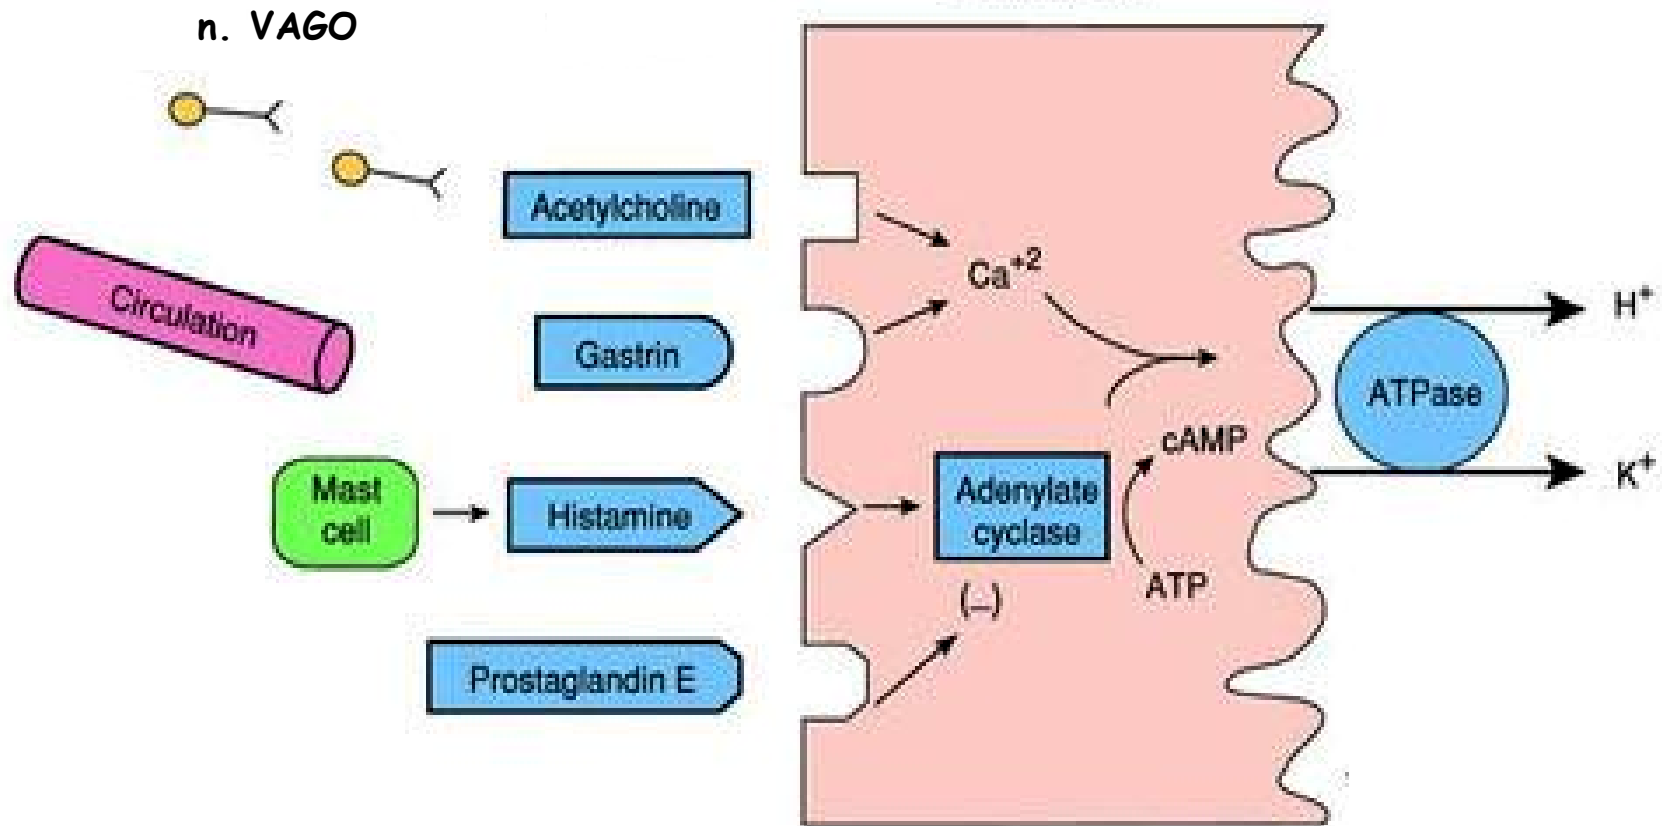 n. VAGO
Acetylcholine
Circulation
Gastrin
Mast
cell
Histamine
Prostaglandin E
Ca+2
Adenylate
cyclase
(–)
cAMP
ATP
ATPase
H+
K+